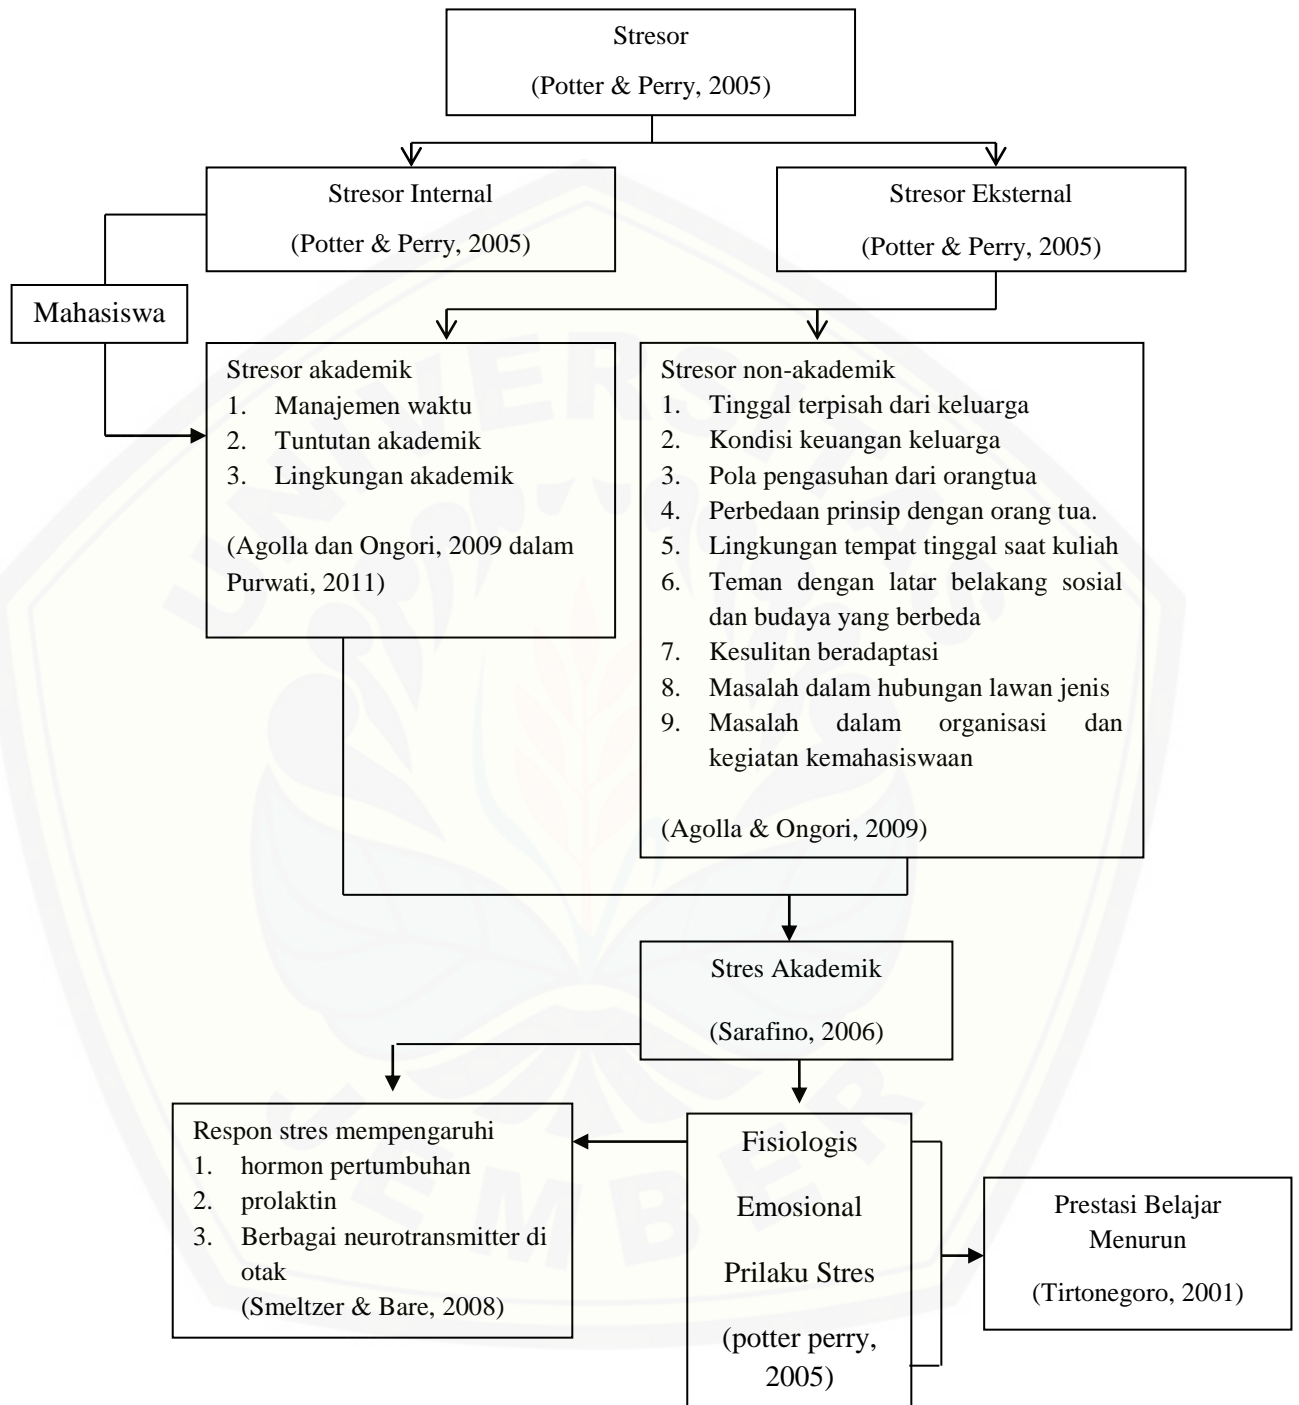 Stresor
(Potter & Perry, 2005)
Stresor Internal
(Potter & Perry, 2005)
Stresor Eksternal
(Potter & Perry, 2005)
Mahasiswa
Stresor akademik
1. Manajemen waktu
2. Tuntutan akademik
3. Lingkungan akademik
(Agolla dan Ongori, 2009 dalam
Purwati, 2011)
Stresor non-akademik
1. Tinggal terpisah dari keluarga
2. Kondisi keuangan keluarga
3. Pola pengasuhan dari orangtua
4. Perbedaan prinsip dengan orang tua.
5. Lingkungan tempat tinggal saat kuliah
6. Teman dengan latar belakang sosial
dan budaya yang berbeda
7. Kesulitan beradaptasi
8. Masalah dalam hubungan lawan jenis
9. Masalah dalam organisasi dan
kegiatan kemahasiswaan
(Agolla & Ongori, 2009)
Stres Akademik
(Sarafino, 2006)
Respon stres mempengaruhi
1. hormon pertumbuhan
2. prolaktin
3. Berbagai neurotransmitter di
otak
(Smeltzer & Bare, 2008)
Fisiologis
Emosional
Prilaku Stres
(potter perry,
2005)
Prestasi Belajar
Menurun
(Tirtonegoro, 2001)
UNIVERSITAS
JEMBER